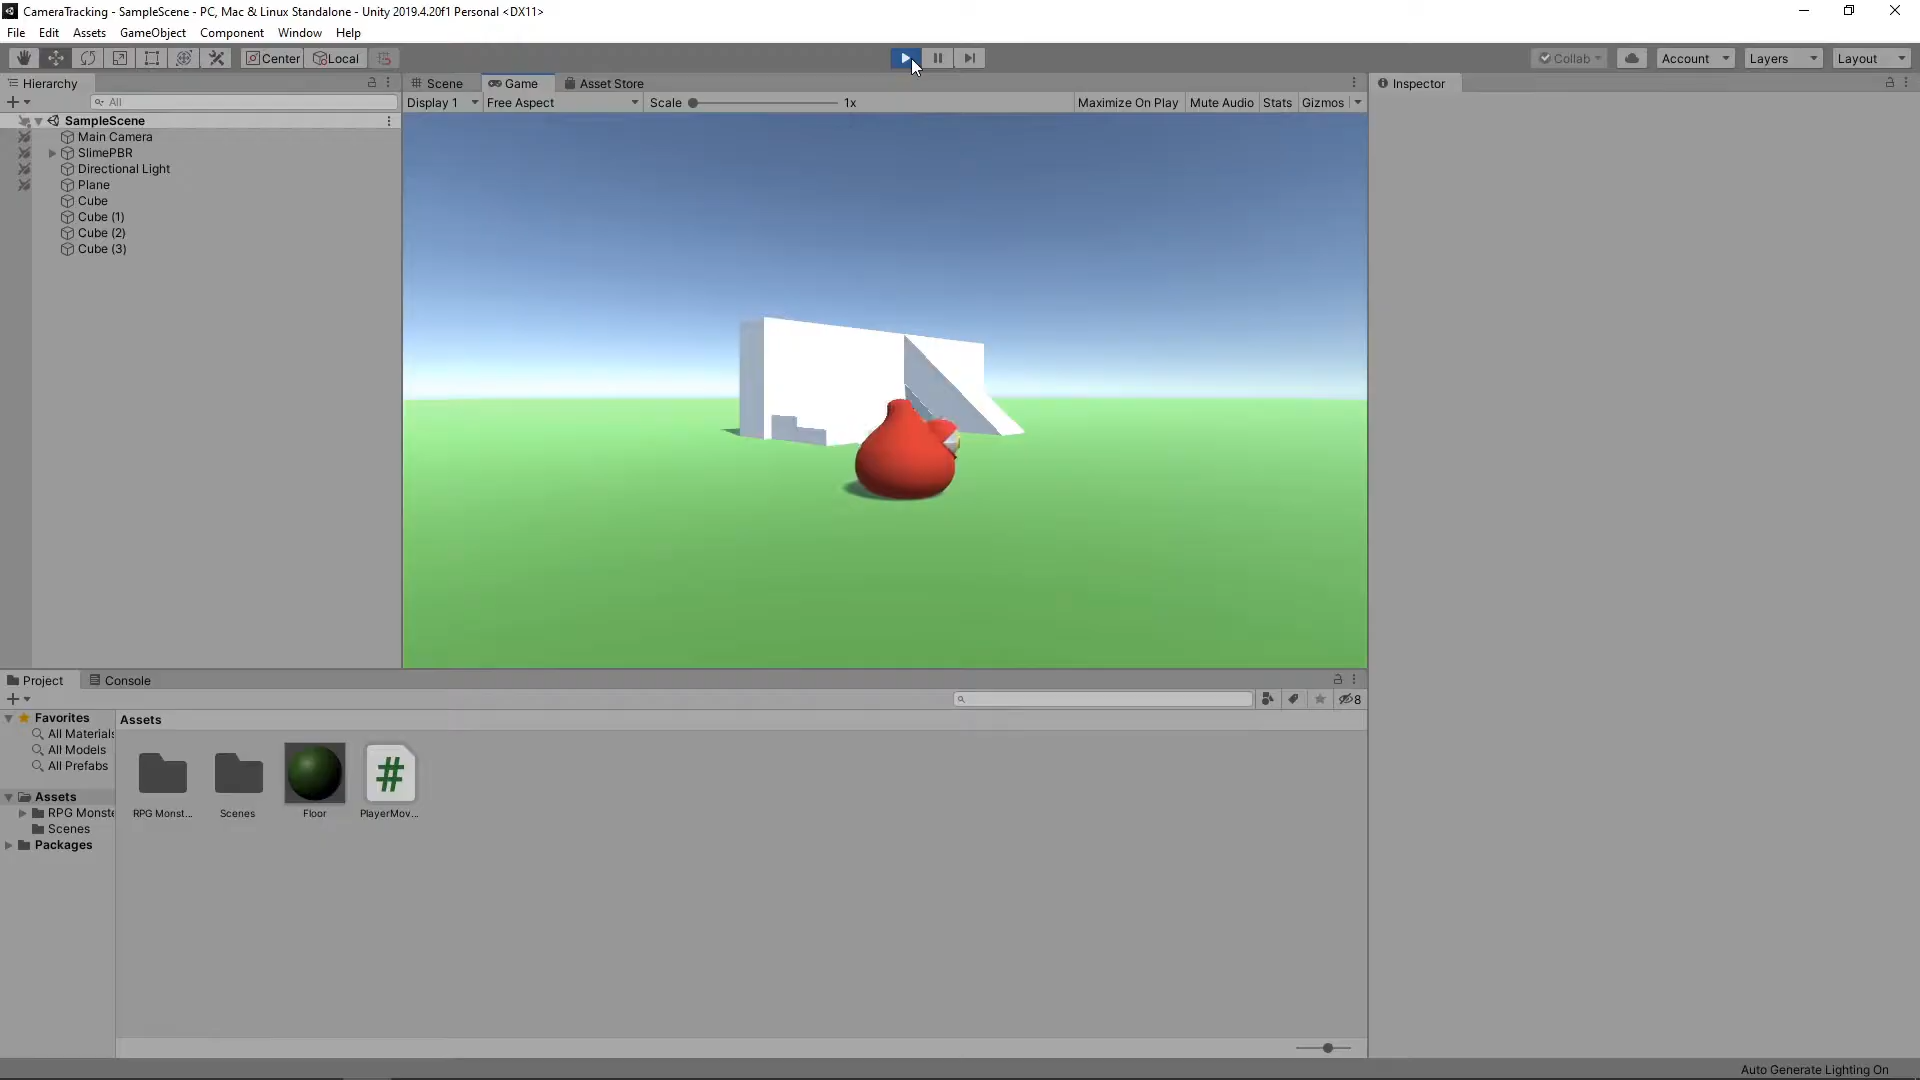 CameraTracking - SampleScene - PC, Mac & Linux Standalone - Unity 2019.4.20f1 Personal <DX11>
File Edit Assets GameObject Component Window Help
Center Local Collab Account Layers Layout
Hierarchy Scene Game Asset Store Inspector
All Display 1 Free Aspect Scale 1x Maximize On Play Mute Audio Stats Gizmos
SampleScene
Main Camera
SlimePBR
Directional Light
Plane
Cube
Cube (1)
Cube (2)
Cube (3)
Project Console
8
Favorites Assets
All Materials
All Models
All Prefabs
Assets
RPG Monste
Scenes
Packages
RPG Monst... Scenes Floor PlayerMov...
Auto Generate Lighting On